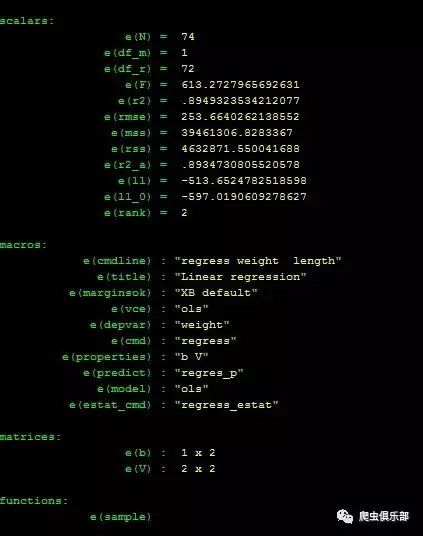 scalars:
e(N) = 74
e(df_m) = 1
e(df_r) = 72
e(F) = 613.2727965692631
e(r2) = .8949323534212077
e(rmse) = 253.6640262138552
e(mss) = 39461306.8283367
e(rss) = 4632871.550041688
e(r2_a) = .8934730805520578
e(ll) = -513.6524782518598
e(ll_0) = -597.0190609278627
e(rank) = 2
macros:
e(cmdline) : "regress weight  length"
e(title) : "Linear regression"
e(marginsok) : "XB default"
e(vce) : "ols"
e(depvar) : "weight"
e(cmd) : "regress"
e(properties) : "b V"
e(predict) : "regres_p"
e(model) : "ols"
e(estat_cmd) : "regress_estat"
matrices:
e(b) : 1 x 2
e(V) : 2 x 2
functions:
e(sample)
爬虫俱乐部